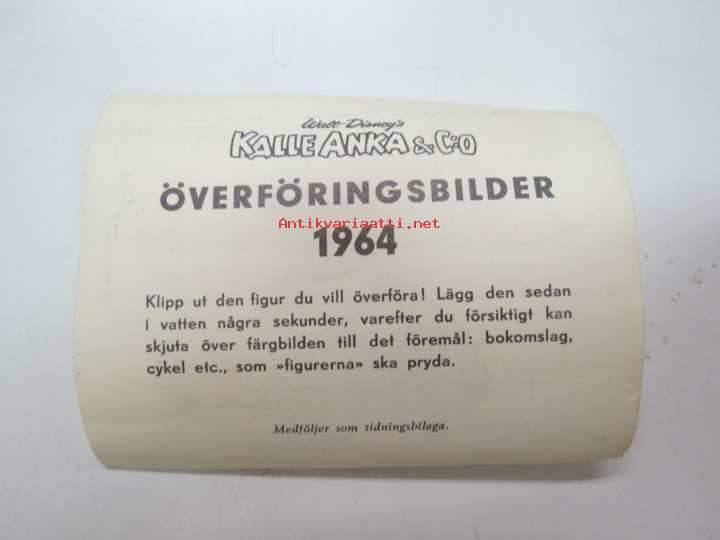 Walt Disney's
KALLE ANKA & C:O
ÖVERFÖRINGSBILDER
Antikvariaatti.net
1964
Klipp ut den figur du vill överföra! Lägg den sedan
i vatten några sekunder, varefter du försiktigt kan
skjuta över färgbilden till det föremål: bokomslag,
cykel etc., som »figurerna» ska pryda.
Medföljer som tidningsbilaga.